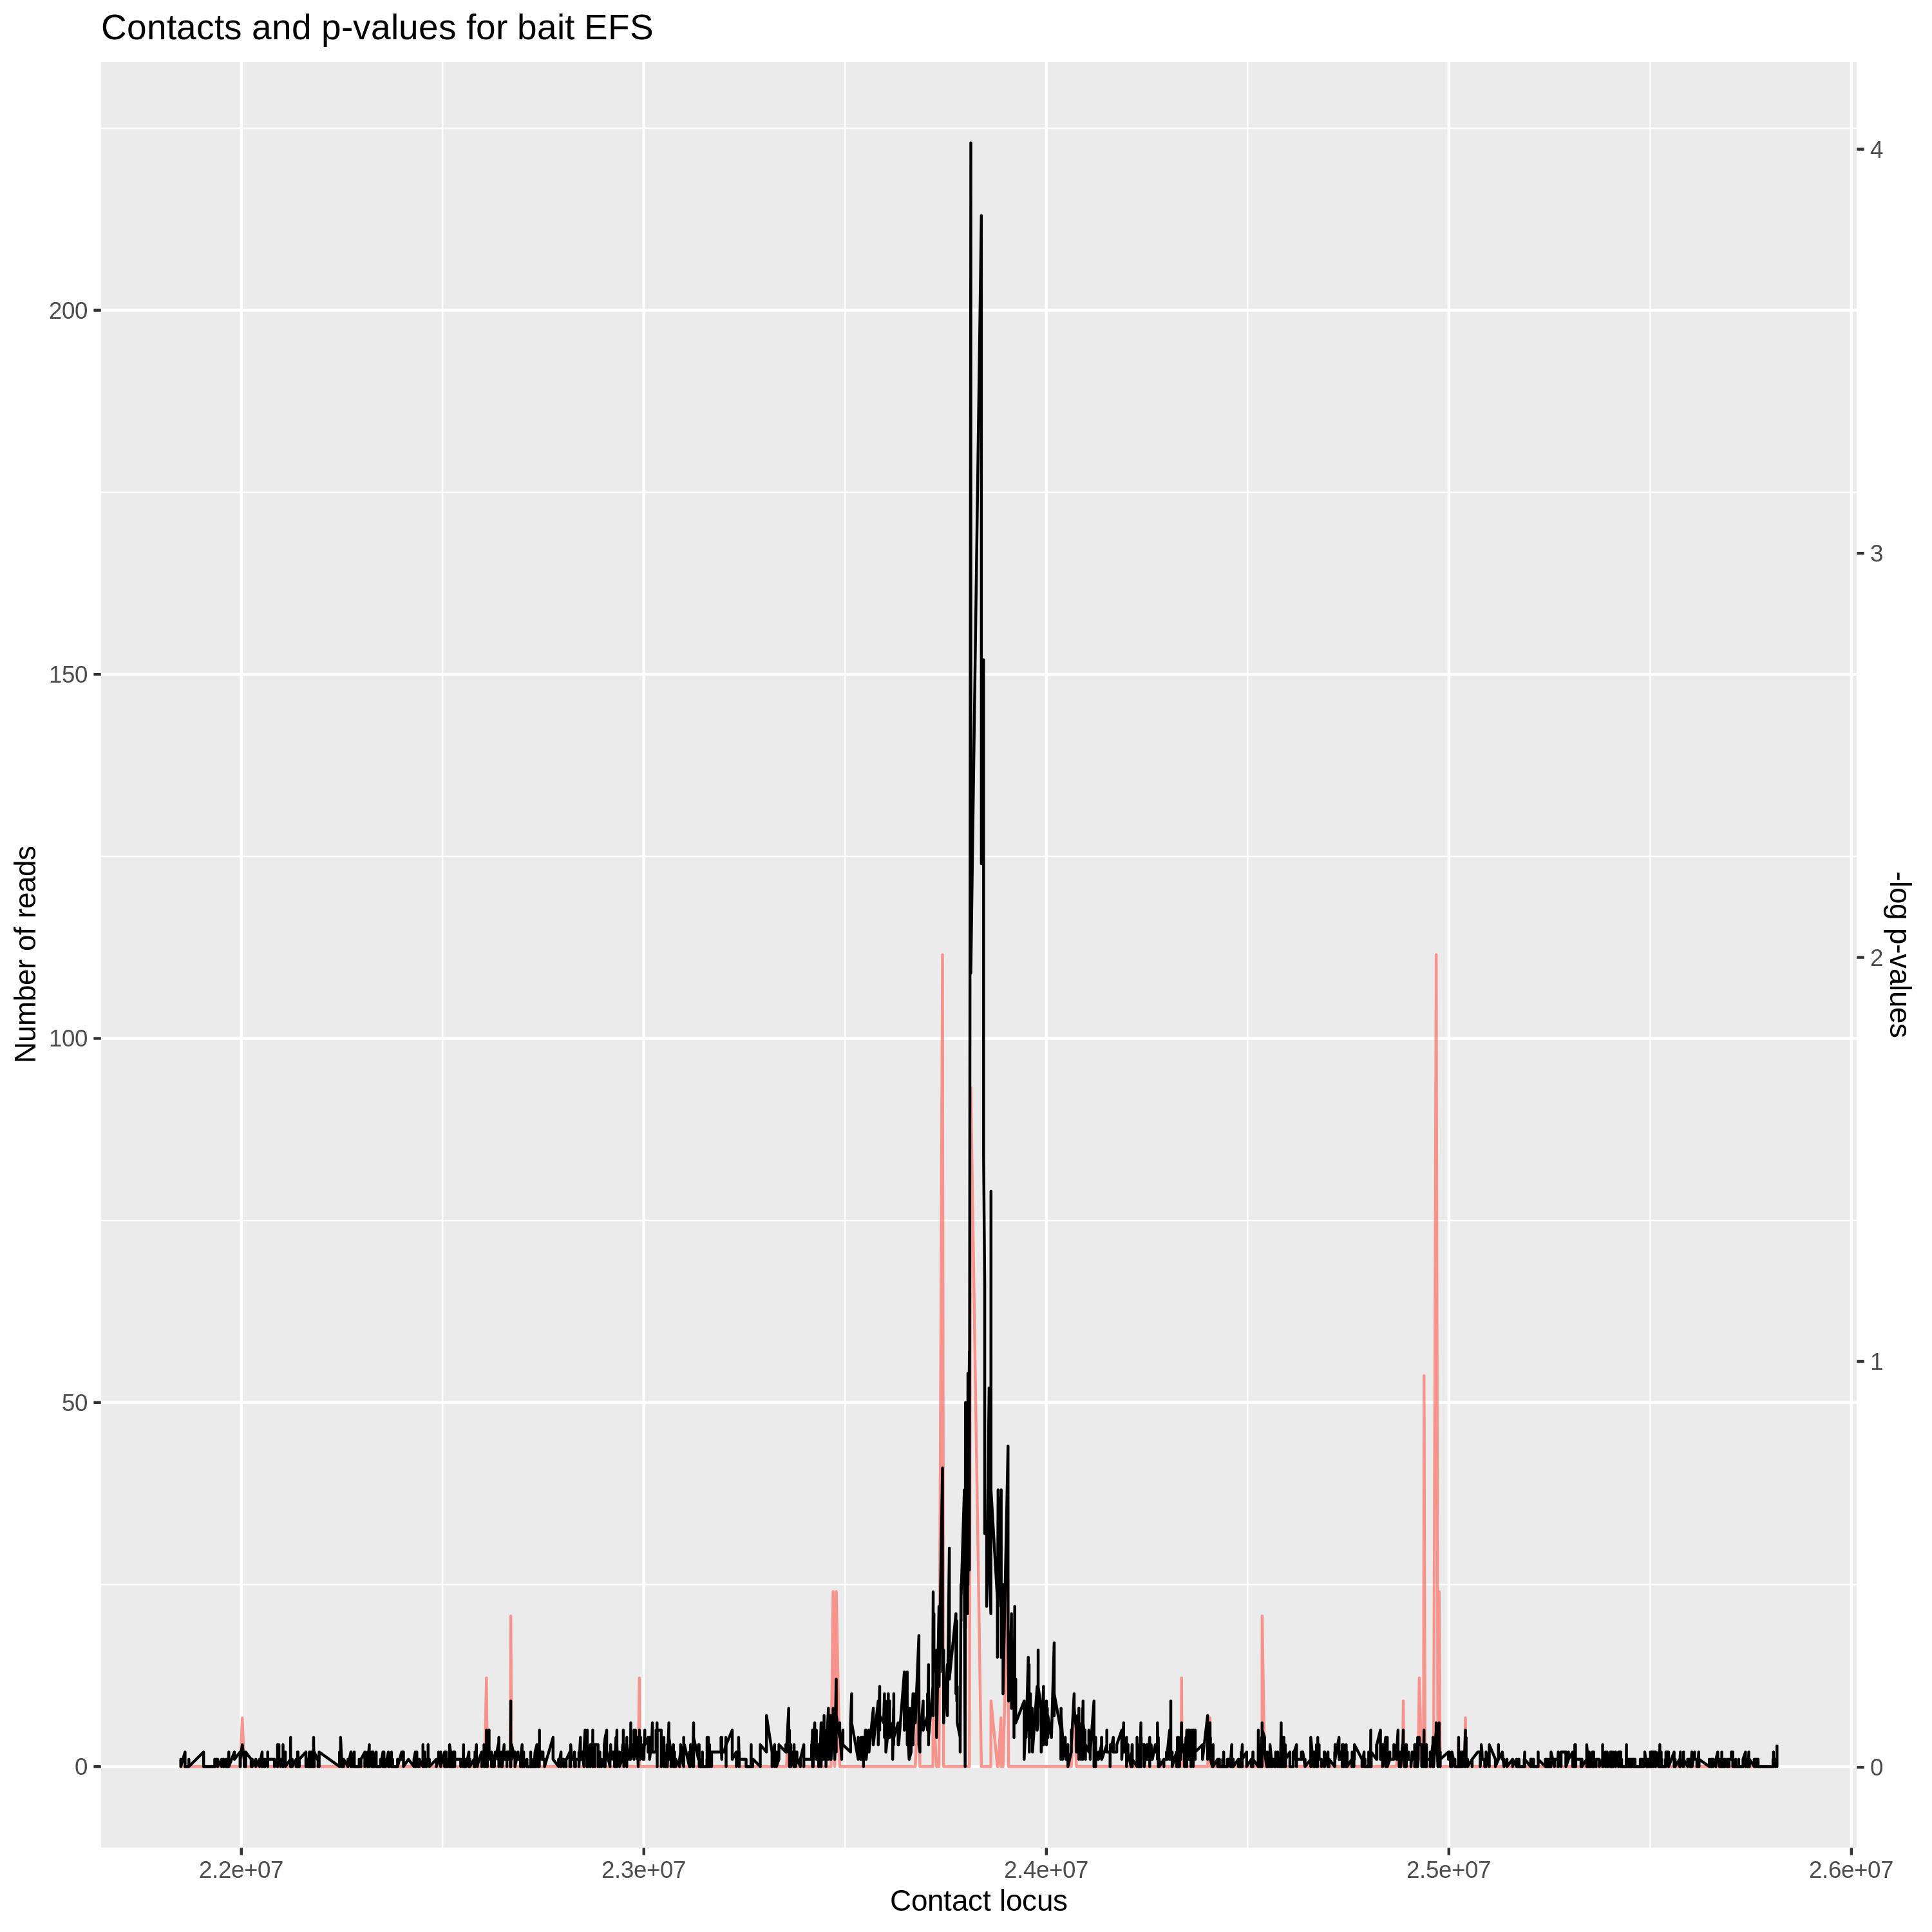 Contacts and p-values for bait EFS
Number of reads
200
150
100
50
0
4
3
2
1
0
-log p-values
2.2e+07 2.3e+07 2.4e+07 2.5e+07 2.6e+07
Contact locus